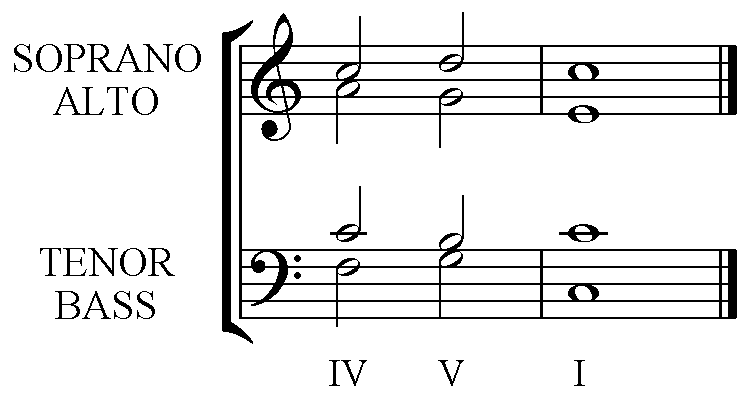 SOPRANO
ALTO
TENOR
BASS
IV V I